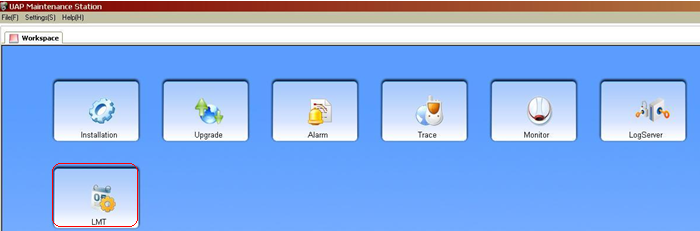 UAP Maintenance Station
File(F) Settings(S) Help(H)
Workspace
Installation Upgrade Alarm Trace Monitor LogServer
LMT